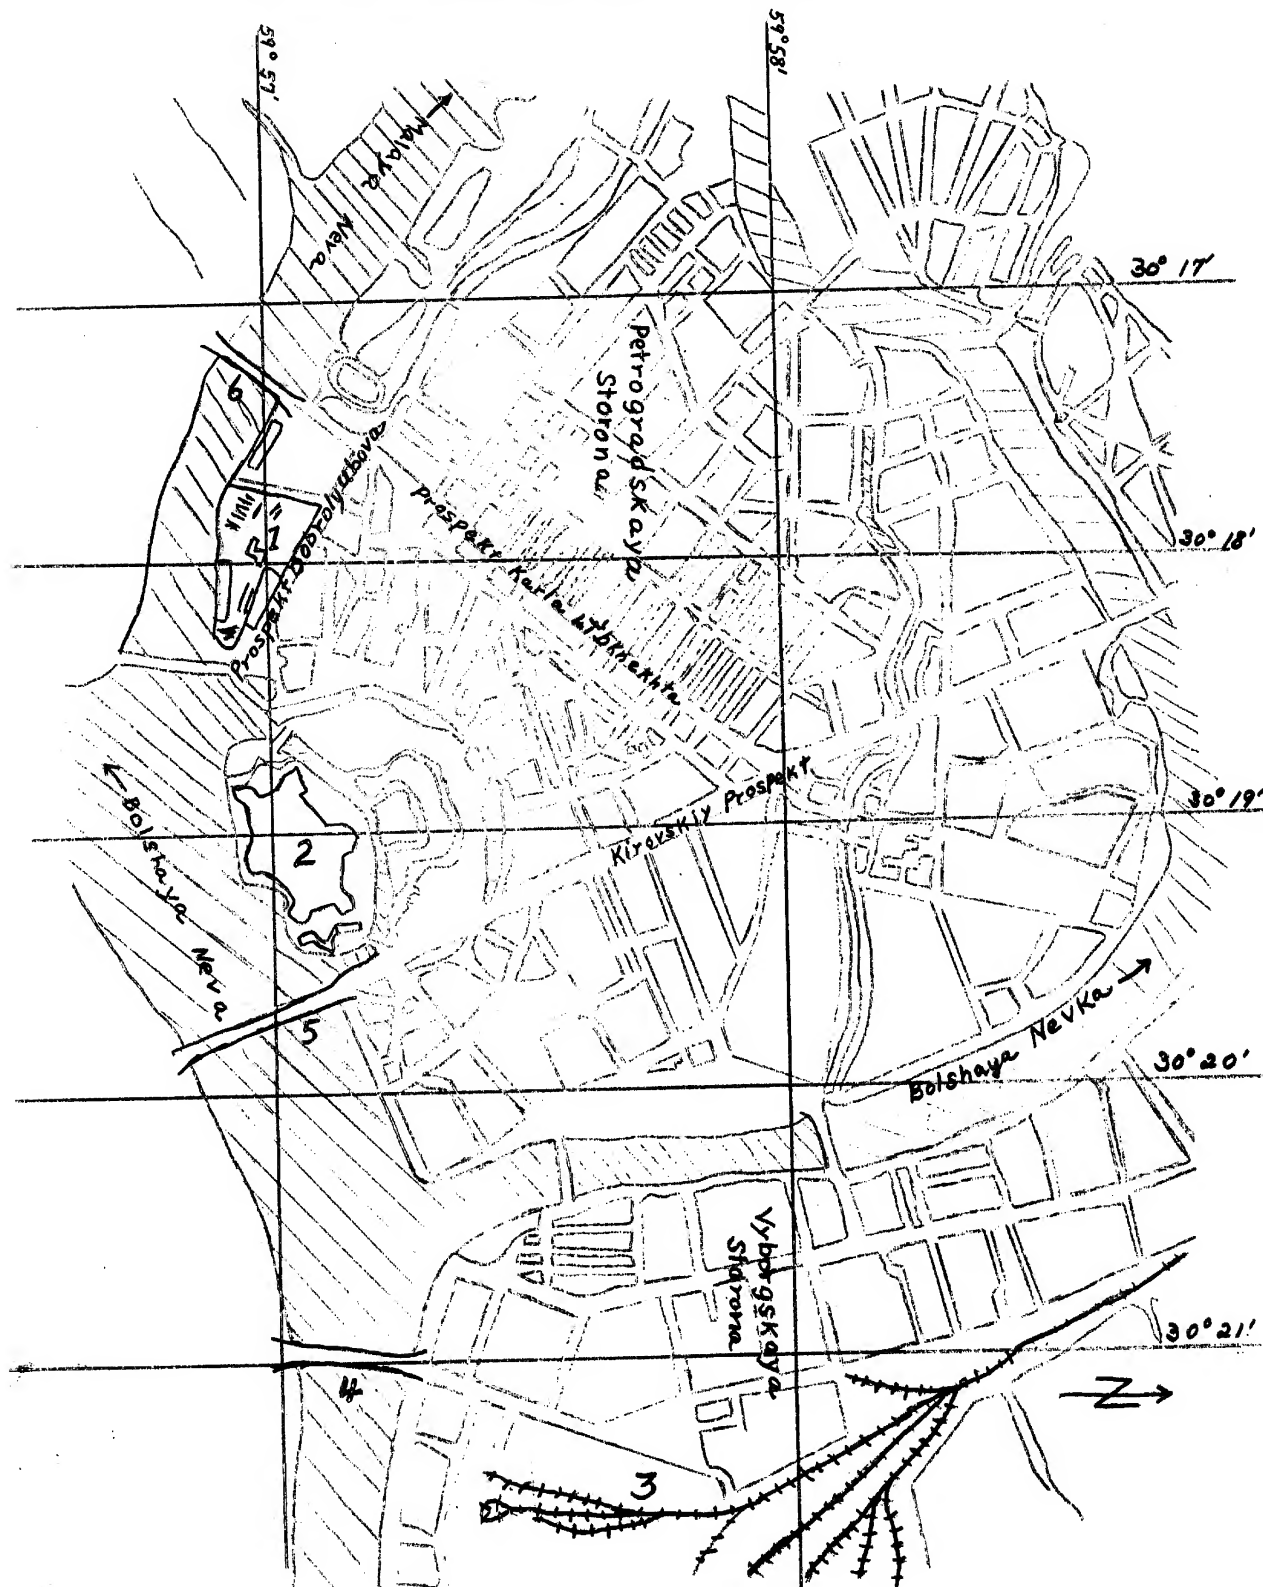 59° 57'
59° 58'
Malaya
Neva
30° 17'
6
Petrogradskaya
Storona
Prospekt Dobrolyubova
1
Prospekt Karla Libknekhta
30° 18'
Kirovskiy Prospekt
30° 19'
2
Bolshaya Neva
5
Bolshaya Nevka
30° 20'
Vyborgskaya
Storona
30° 21'
4
N
3